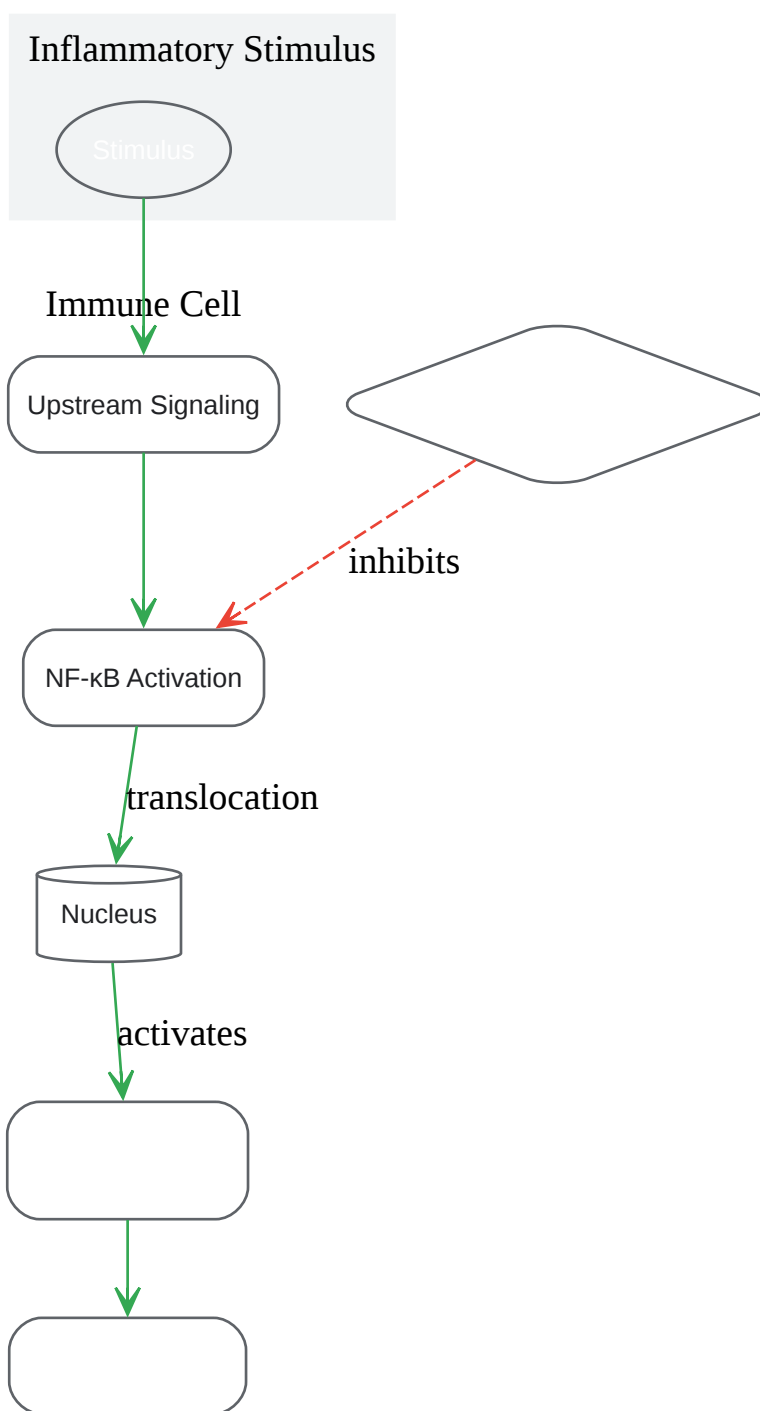 Inflammatory Stimulus
Stimulus
Immune Cell
Upstream Signaling
inhibits
NF-κB Activation
translocation
Nucleus
activates